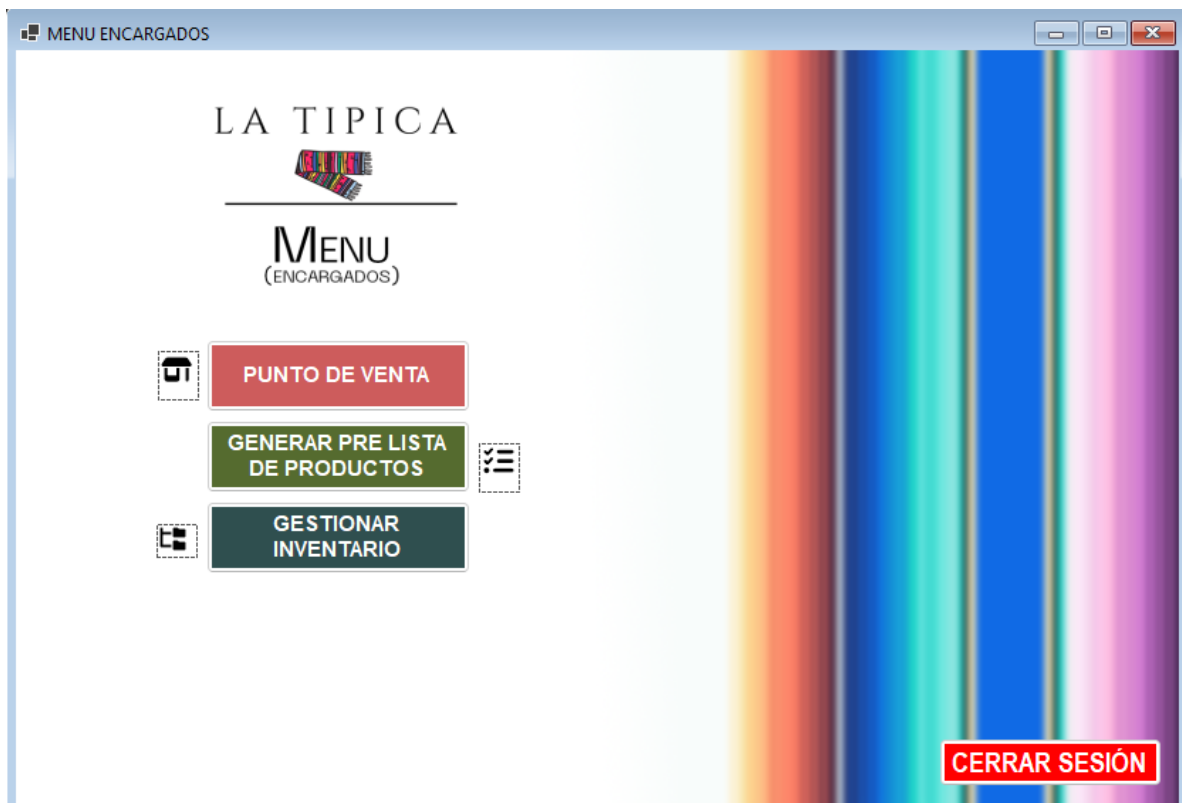 MENU ENCARGADOS
LA TIPICA
MENU
(ENCARGADOS)
PUNTO DE VENTA
GENERAR PRE LISTA
DE PRODUCTOS
GESTIONAR
INVENTARIO
CERRAR SESIÓN